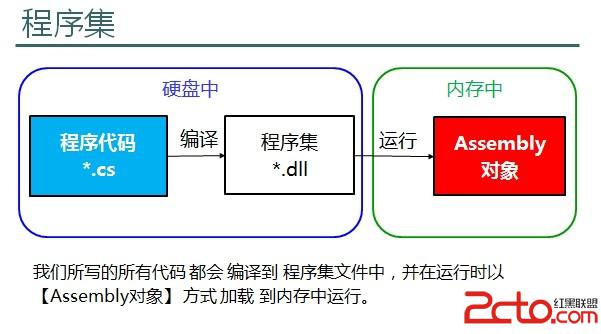 程序集
硬盘中
内存中
程序代码
*.cs
编译
程序集
*.dll
运行
Assembly
对象
我们所写的所有代码 都会 编译到 程序集文件中，并在运行时以
【Assembly对象】 方式 加载 到内存中运行。
红黑联盟
2cto.com